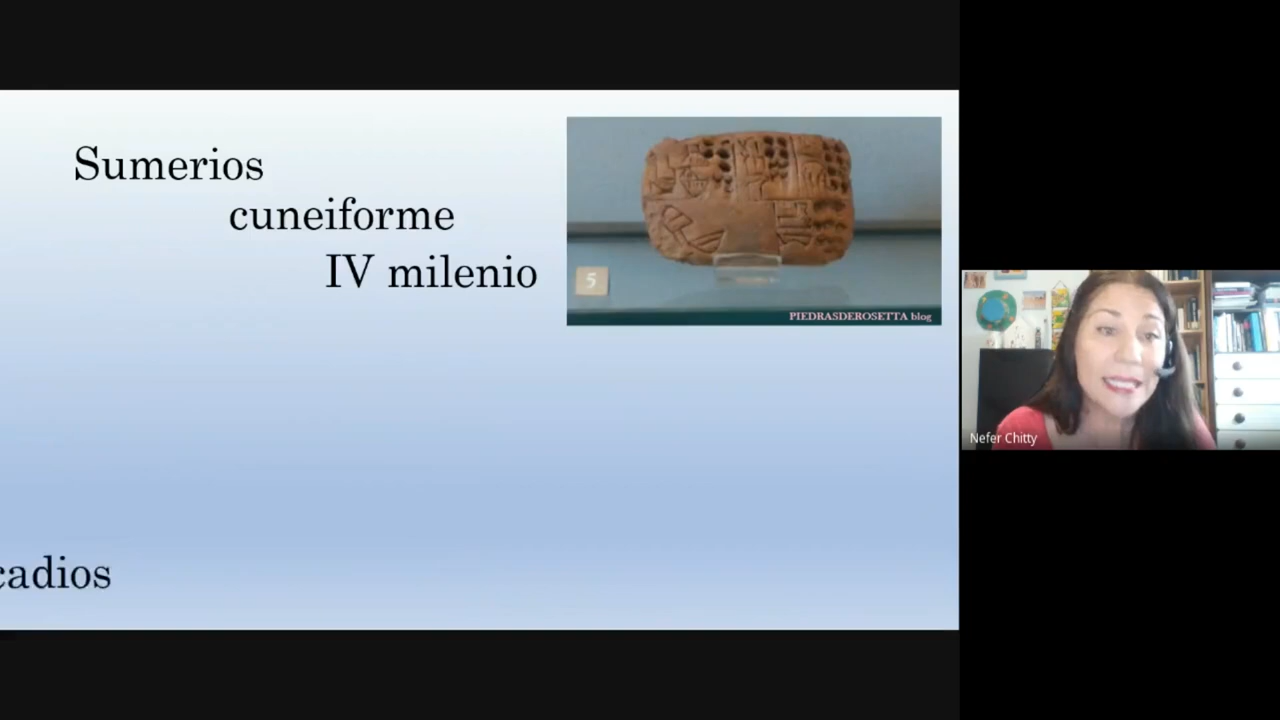 Sumerios
cuneiforme
IV milenio
5
PIEDRASDEROSETTA blog
Nefer Chitty
cadios